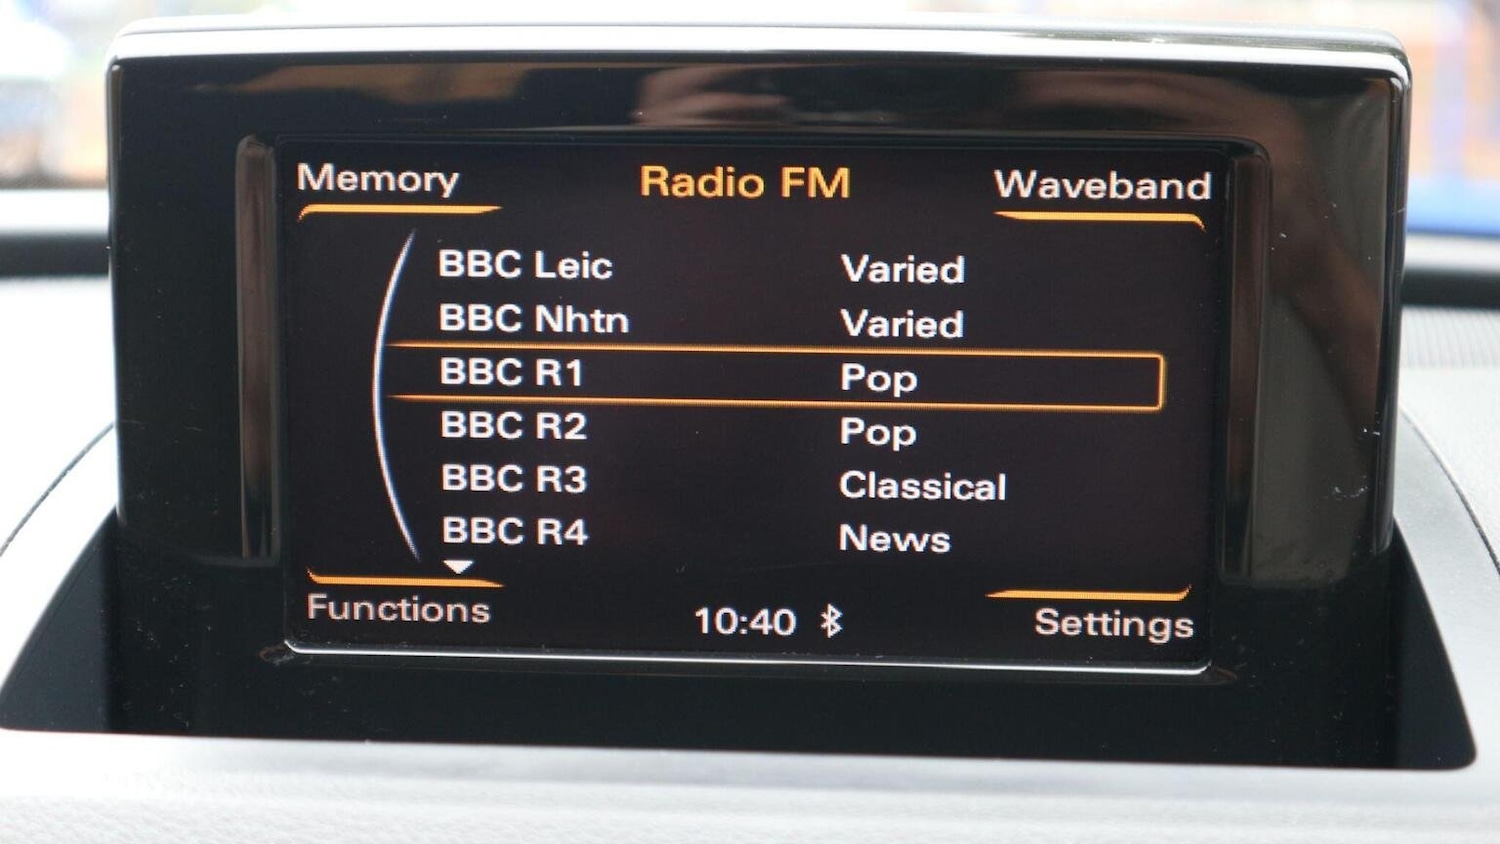 Memory Radio FM Waveband
BBC Leic Varied
BBC Nhtn Varied
BBC R1 Pop
BBC R2 Pop
BBC R3 Classical
BBC R4 News
Functions 10:40 Settings